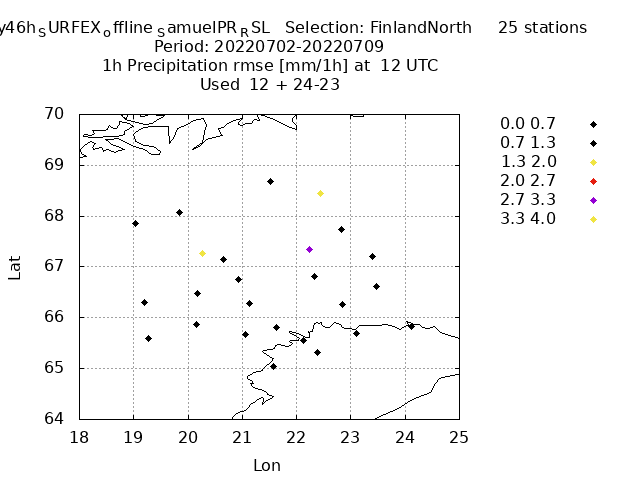 y46hSURFEXoffline SamuelPRRSL Selection: FinlandNorth 25 stations
Period: 20220702-20220709
1h Precipitation rmse [mm/1h] at 12 UTC
Used 12 + 24-23
0.0 0.7
0.7 1.3
1.3 2.0
2.0 2.7
2.7 3.3
3.3 4.0
70
69
68
67
66
65
64
Lat
18 19 20 21 22 23 24 25
Lon